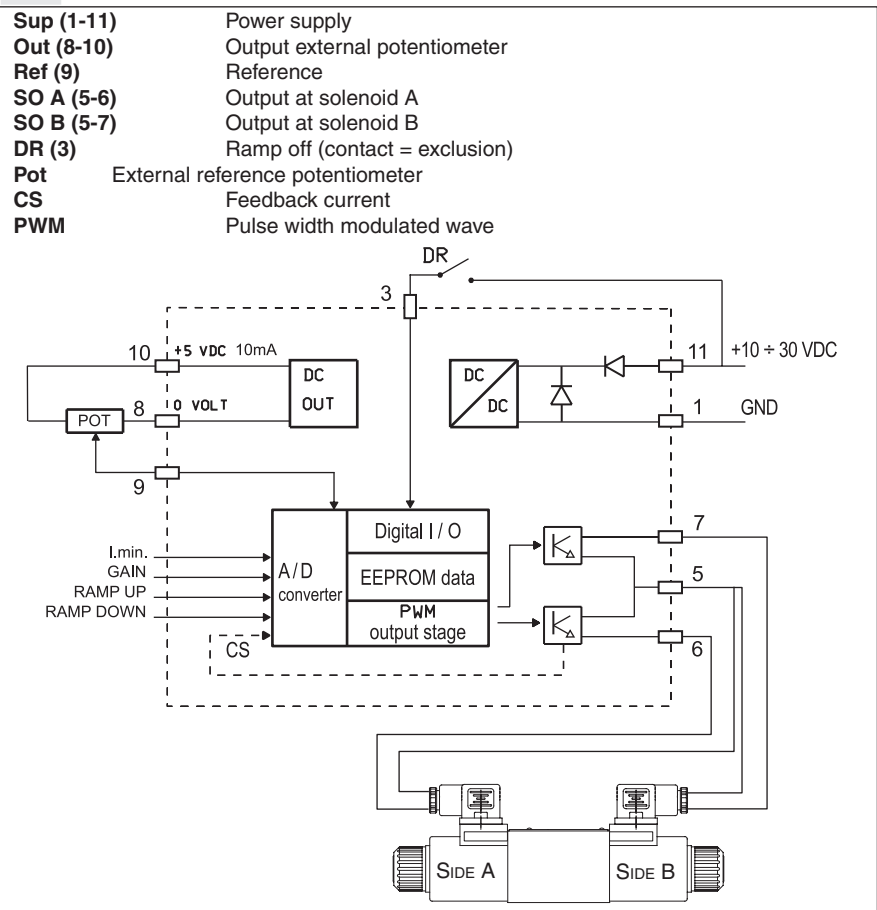 Sup (1-11) Power supply
Out (8-10) Output external potentiometer
Ref (9) Reference
SO A (5-6) Output at solenoid A
SO B (5-7) Output at solenoid B
DR (3) Ramp off (contact = exclusion)
Pot External reference potentiometer
CS Feedback current
PWM Pulse width modulated wave
DR
3
10 +5 VDC 10mA
DC
OUT
DC
DC
11 +10 ÷ 30 VDC
POT 8 0 VOLT
1 GND
9
I.min.
GAIN
RAMP UP
RAMP DOWN
CS
A/D
converter
Digital I / O
EEPROM data
PWM
output stage
7
5
6
SIDE A
SIDE B